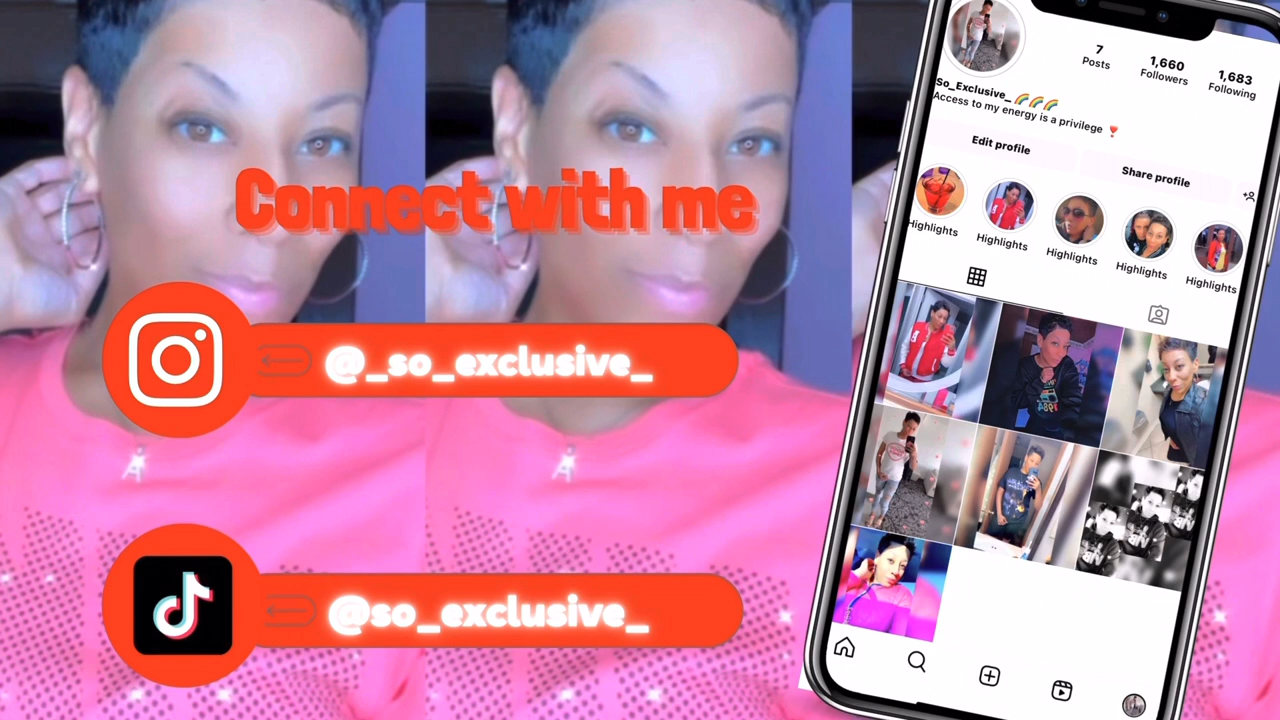 Connect with me
@_so_exclusive_
@so_exclusive_
7
Posts
1,660
Followers
1,683
Following
So_Exclusive_ 🌈🌈🌈
Access to my energy is a privilege ❣️
Edit profile
Share profile
Highlights
Highlights
Highlights
Highlights
Highlights
1984